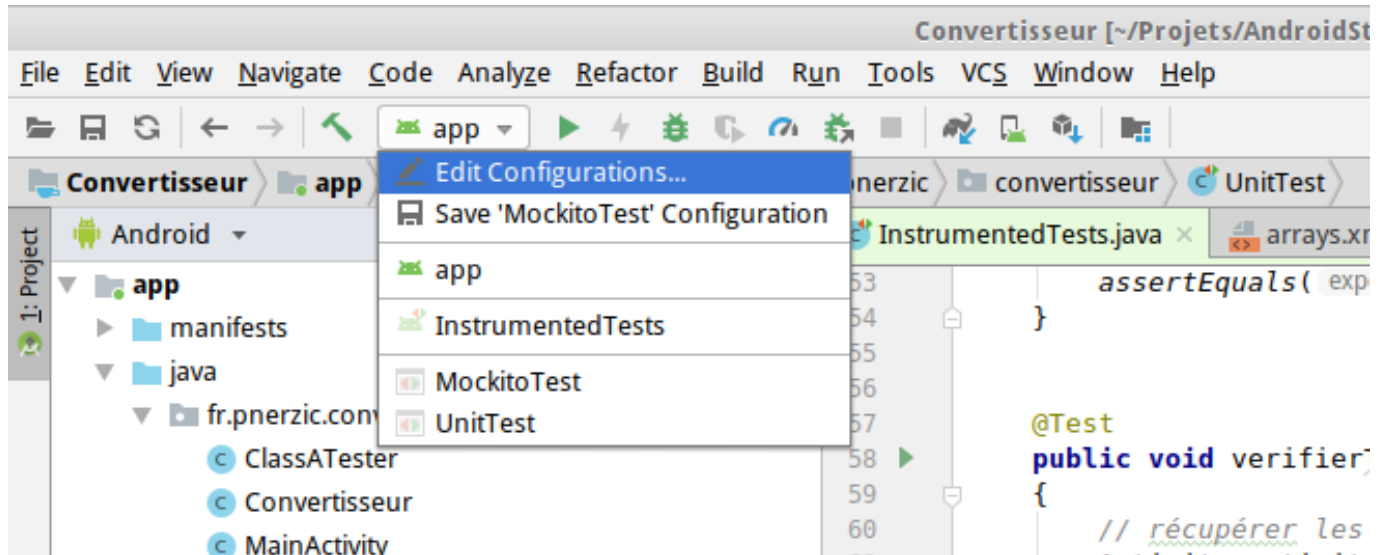 Convertisseur [~/Projets/AndroidSt
File Edit View Navigate Code Analyze Refactor Build Run Tools VCS Window Help
app
Convertisseur app pnerzic convertisseur UnitTest
Edit Configurations...
Save 'MockitoTest' Configuration
app
InstrumentedTests
MockitoTest
UnitTest
1: Project
Android
app
manifests
java
fr.pnerzic.con
ClassATester
Convertisseur
MainActivity
InstrumentedTests.java arrays.x
53 assertEquals( exp
54 }
55
56
57 @Test
58 public void verifier
59 {
60 // récupérer les